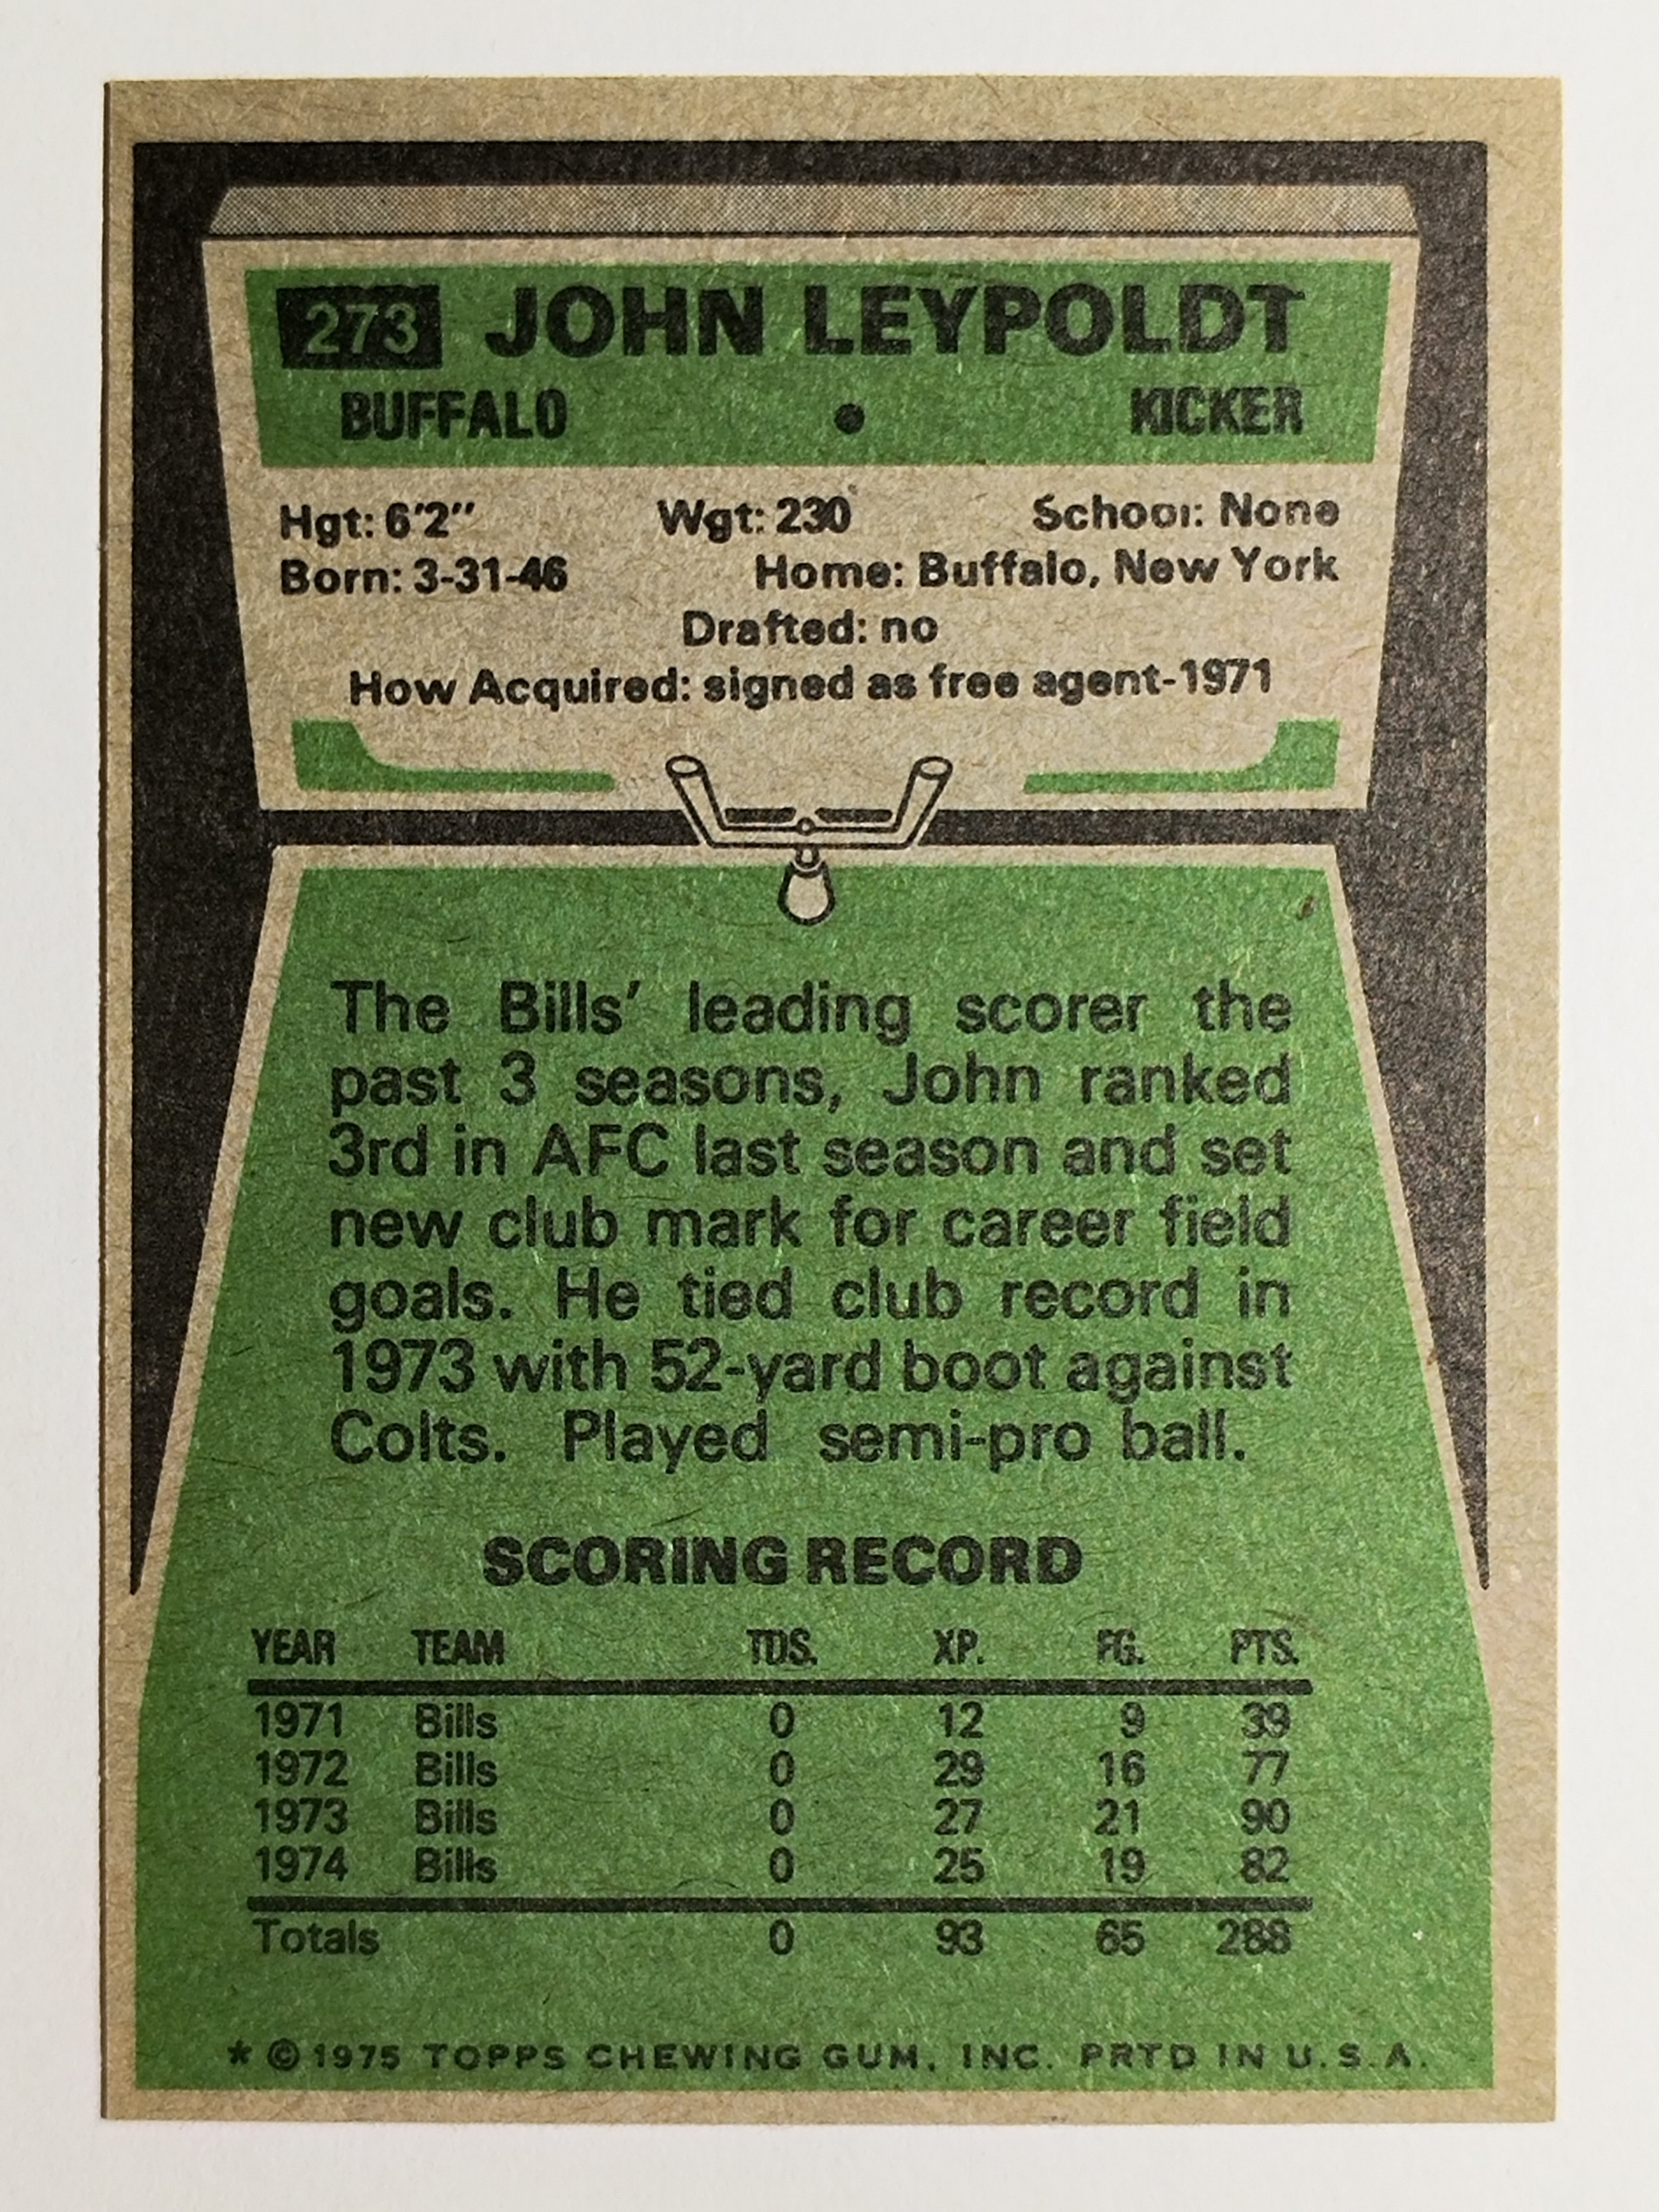 273 JOHN LEYPOLDT
BUFFALO • KICKER
Hgt: 6'2" Wgt: 230 School: None
Born: 3-31-46 Home: Buffalo, New York
Drafted: no
How Acquired: signed as free agent-1971
The Bills' leading scorer the
past 3 seasons, John ranked
3rd in AFC last season and set
new club mark for career field
goals. He tied club record in
1973 with 52-yard boot against
Colts. Played semi-pro ball.
SCORING RECORD
YEAR TEAM TDS. XP. FG. PTS.
1971 Bills 0 12 9 39
1972 Bills 0 29 16 77
1973 Bills 0 27 21 90
1974 Bills 0 25 19 82
Totals 0 93 65 288
* © 1975 TOPPS CHEWING GUM, INC. PRTD IN U.S.A.